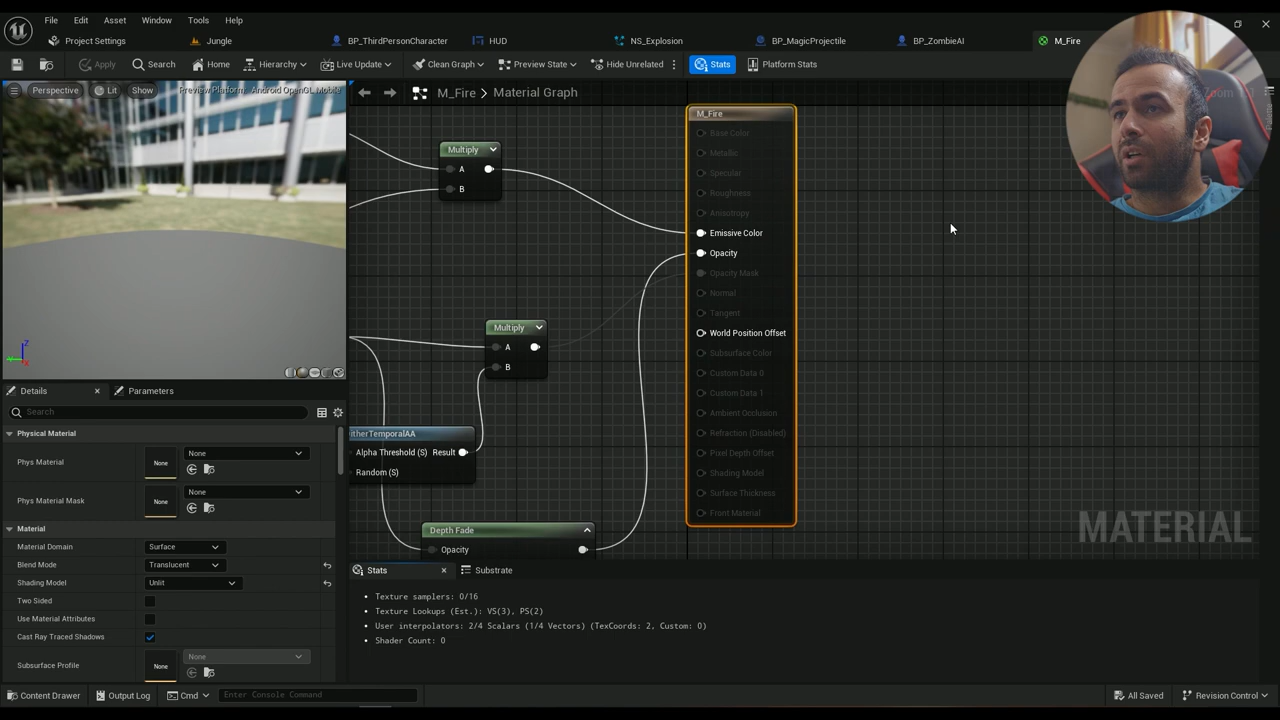 File Edit Asset Window Tools Help
Project Settings Jungle BP_ThirdPersonCharacter HUD NS_Explosion BP_MagicProjectile BP_ZombieAI M_Fire
Apply Search Home Hierarchy Live Update Clean Graph Preview State Hide Unrelated Stats Platform Stats
Perspective Lit Show Preview Platform: Android OpenGL Mobile
M_Fire > Material Graph
Zoom
Palette
Multiply
A
B
Multiply
A
B
itherTemporalAA
Alpha Threshold (S) Result
Random (S)
Depth Fade
Opacity
M_Fire
Base Color
Metallic
Specular
Roughness
Anisotropy
Emissive Color
Opacity
Opacity Mask
Normal
Tangent
World Position Offset
Subsurface Color
Custom Data 0
Custom Data 1
Ambient Occlusion
Refraction (Disabled)
Pixel Depth Offset
Shading Model
Surface Thickness
Front Material
MATERIAL
Z
Details Parameters
Search
Physical Material
Phys Material None None
Phys Material Mask None None
Material
Material Domain Surface
Blend Mode Translucent
Shading Model Unlit
Two Sided
Use Material Attributes
Cast Ray Traced Shadows
Subsurface Profile None None
Stats Substrate
Texture samplers: 0/16
Texture Lookups (Est.): VS(3), PS(2)
User interpolators: 2/4 Scalars (1/4 Vectors) (TexCoords: 2, Custom: 0)
Shader Count: 0
Content Drawer Output Log Cmd Enter Console Command All Saved Revision Control